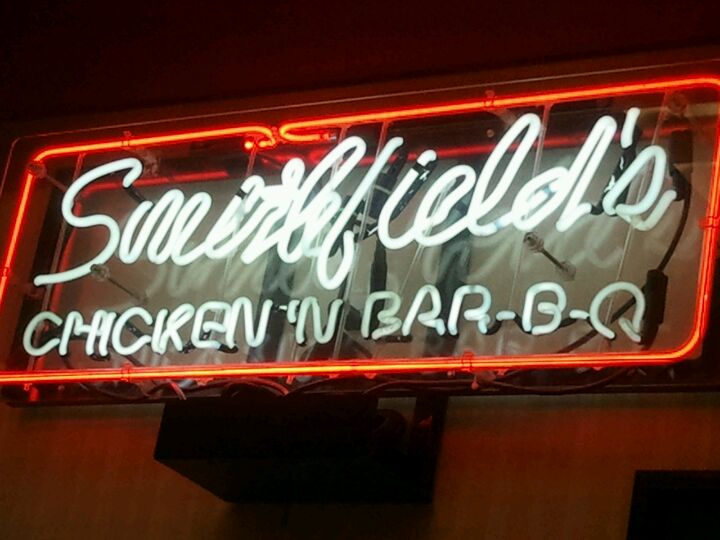 Smithfield's
CHICKEN 'N BAR-B-Q